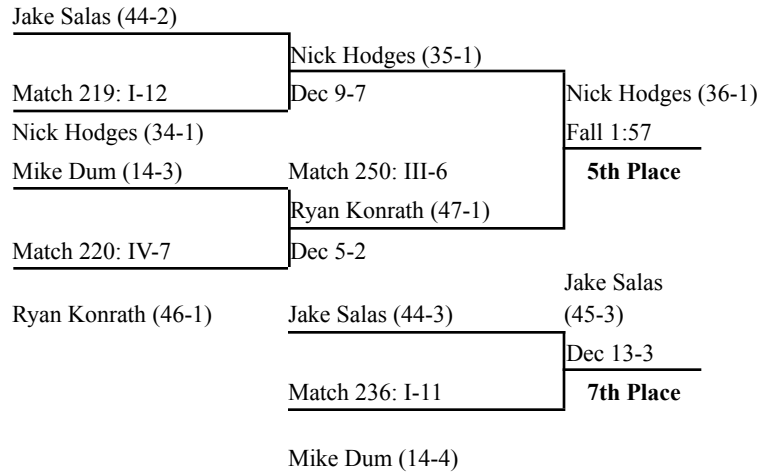 Jake Salas (44-2)
Nick Hodges (35-1)
Match 219: I-12
Dec 9-7
Nick Hodges (36-1)
Nick Hodges (34-1)
Fall 1:57
Mike Dum (14-3)
Match 250: III-6
5th Place
Ryan Konrath (47-1)
Match 220: IV-7
Dec 5-2
Jake Salas
(45-3)
Ryan Konrath (46-1)
Jake Salas (44-3)
Dec 13-3
Match 236: I-11
7th Place
Mike Dum (14-4)